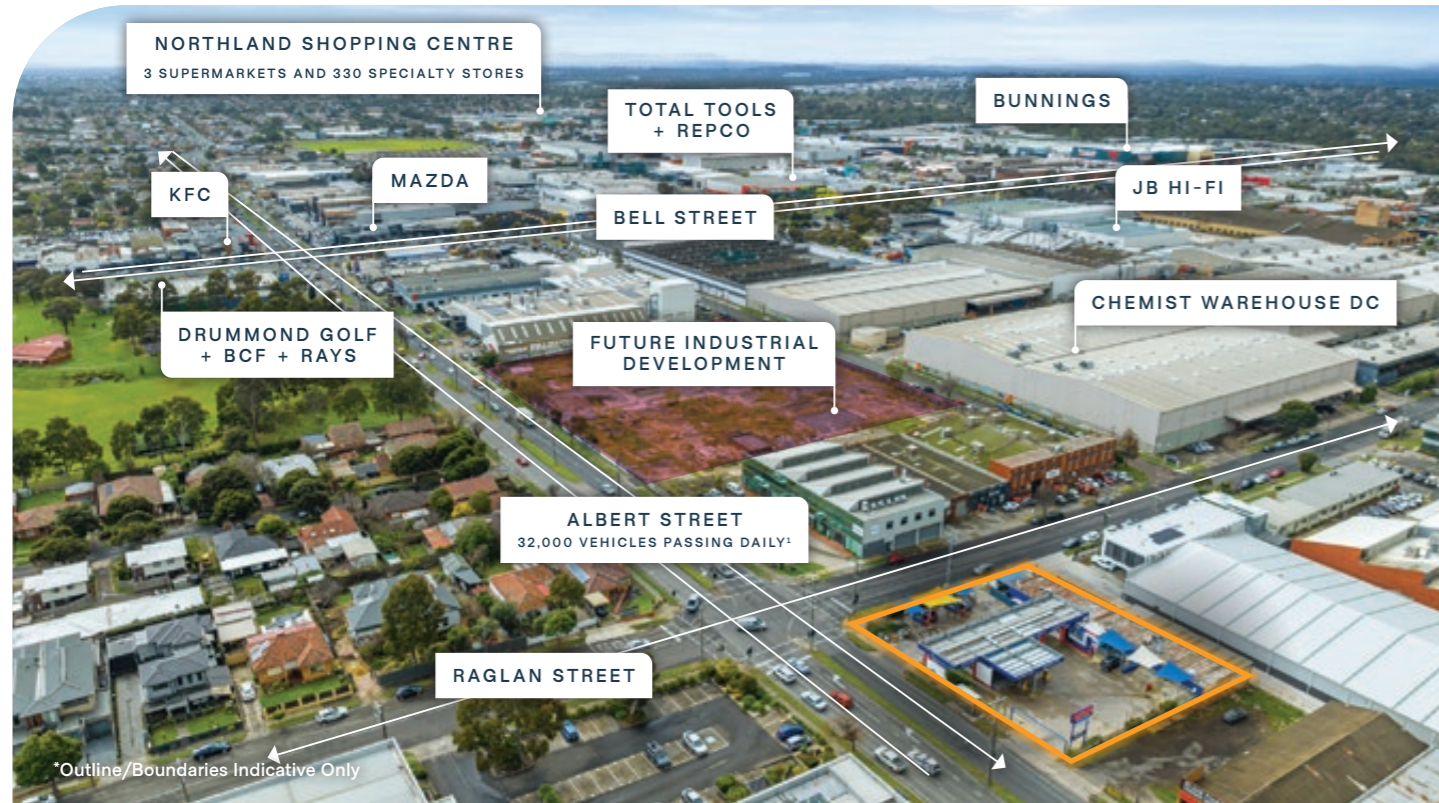 NORTHLAND SHOPPING CENTRE
3 SUPERMARKETS AND 330 SPECIALTY STORES
TOTAL TOOLS
+ REPCO
BUNNINGS
KFC
MAZDA
JB HI-FI
BELL STREET
CHEMIST WAREHOUSE DC
DRUMMOND GOLF
+ BCF + RAYS
FUTURE INDUSTRIAL
DEVELOPMENT
ALBERT STREET
32,000 VEHICLES PASSING DAILY¹
RAGLAN STREET
*Outline/Boundaries Indicative Only